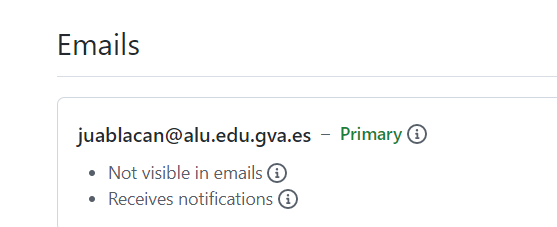 Emails
juablacan@alu.edu.gva.es – Primary
Not visible in emails
Receives notifications